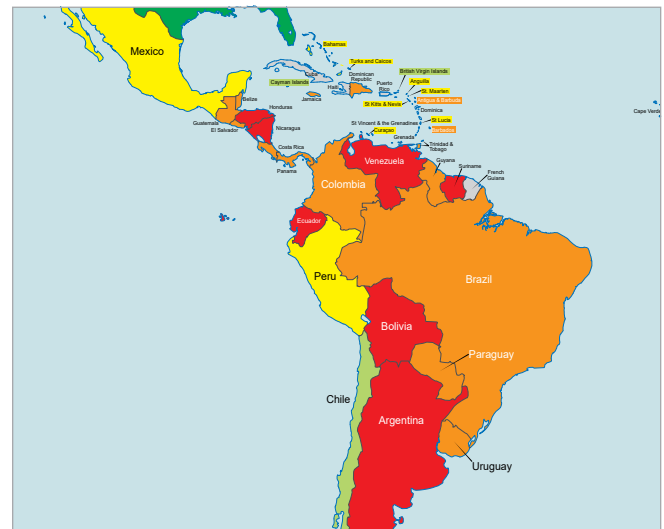 Mexico
Bahamas
Turks and Caicos
Cuba
Cayman Islands
Dominican
Republic
Haiti
Puerto
Rico
British Virgin Islands
Anguilla
St. Maarten
Jamaica
St Kitts & Nevis
Antigua & Barbuda
Dominica
Belize
Honduras
Guatemala
El Salvador
Nicaragua
St Vincent & the Grenadines
St Lucia
Curaçao
Barbados
Grenada
Costa Rica
Panama
Trinidad &
Tobago
Cape Verde
Venezuela
Guyana
Suriname
French
Guiana
Colombia
Ecuador
Peru
Brazil
Bolivia
Paraguay
Chile
Argentina
Uruguay